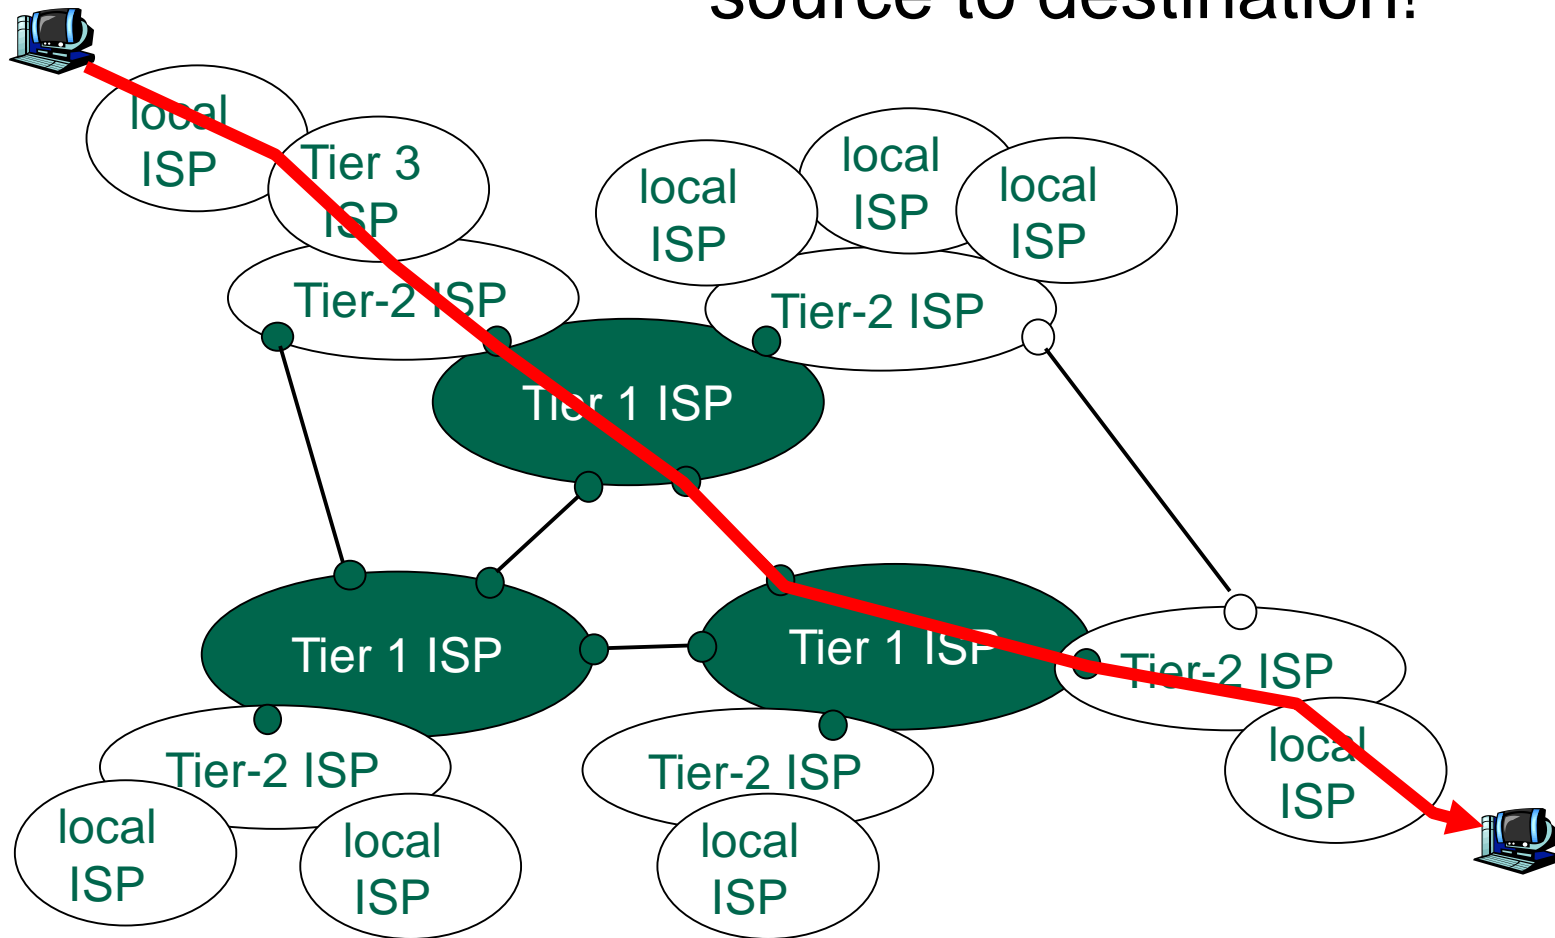 source to destination!
local
ISP
Tier 3
ISP
local
ISP
local
ISP
local
ISP
Tier-2 ISP
Tier-2 ISP
Tier 1 ISP
Tier 1 ISP
Tier 1 ISP
Tier-2 ISP
local
ISP
Tier-2 ISP
Tier-2 ISP
local
ISP
local
ISP
local
ISP